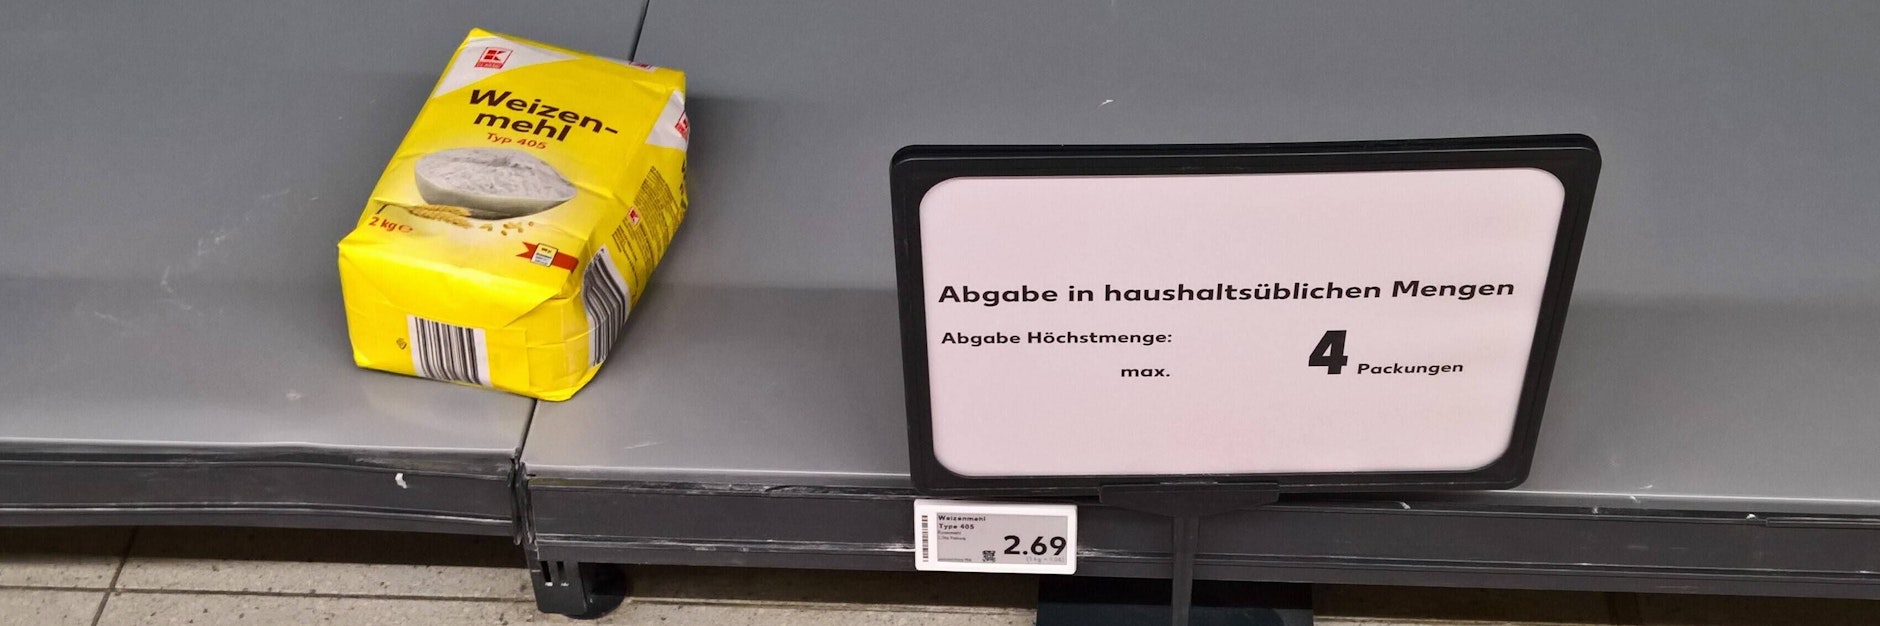 K
CLASSIC
Weizen-
mehl
Typ 405
2 kg e
Abgabe in haushaltsüblichen Mengen
Abgabe Höchstmenge:
max.
4 Packungen
Weizenmehl
Type 405
2.69